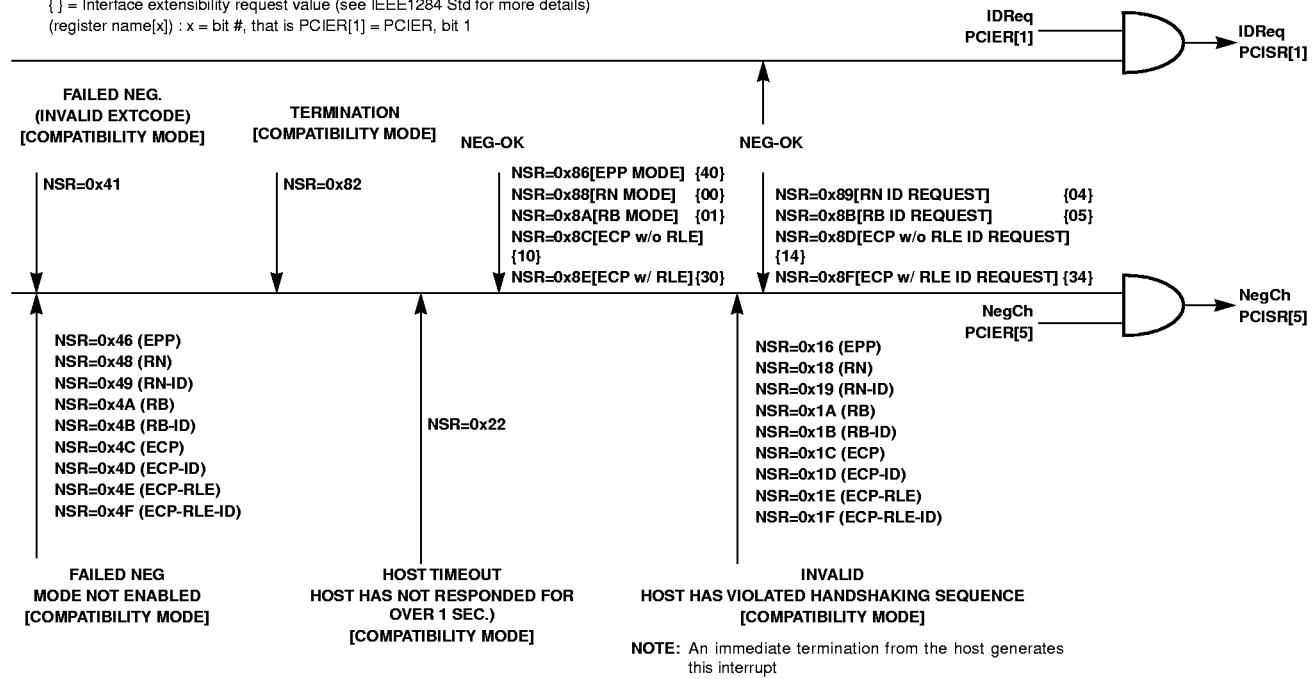 { } = Interface extensibility request value (see IEEE1284 Std for more details)
(register name[x]) : x = bit #, that is PCIER[1] = PCIER, bit 1
IDReq
PCIER[1]
IDReq
PCISR[1]
FAILED NEG.
(INVALID EXTCODE)
[COMPATIBILITY MODE]
TERMINATION
[COMPATIBILITY MODE]
NEG-OK
NEG-OK
NSR=0x41
NSR=0x82
NSR=0x86[EPP MODE] {40}
NSR=0x88[RN MODE] {00}
NSR=0x8A[RB MODE] {01}
NSR=0x8C[ECP w/o RLE]
{10}
NSR=0x8E[ECP w/ RLE] {30}
NSR=0x89[RN ID REQUEST] {04}
NSR=0x8B[RB ID REQUEST] {05}
NSR=0x8D[ECP w/o RLE ID REQUEST]
{14}
NSR=0x8F[ECP w/ RLE ID REQUEST] {34}
NegCh
PCIER[5]
NegCh
PCISR[5]
NSR=0x46 (EPP)
NSR=0x48 (RN)
NSR=0x49 (RN-ID)
NSR=0x4A (RB)
NSR=0x4B (RB-ID)
NSR=0x4C (ECP)
NSR=0x4D (ECP-ID)
NSR=0x4E (ECP-RLE)
NSR=0x4F (ECP-RLE-ID)
NSR=0x22
NSR=0x16 (EPP)
NSR=0x18 (RN)
NSR=0x19 (RN-ID)
NSR=0x1A (RB)
NSR=0x1B (RB-ID)
NSR=0x1C (ECP)
NSR=0x1D (ECP-ID)
NSR=0x1E (ECP-RLE)
NSR=0x1F (ECP-RLE-ID)
FAILED NEG
MODE NOT ENABLED
[COMPATIBILITY MODE]
HOST TIMEOUT
HOST HAS NOT RESPONDED FOR
OVER 1 SEC.)
[COMPATIBILITY MODE]
INVALID
HOST HAS VIOLATED HANDSHAKING SEQUENCE
[COMPATIBILITY MODE]
NOTE: An immediate termination from the host generates
this interrupt